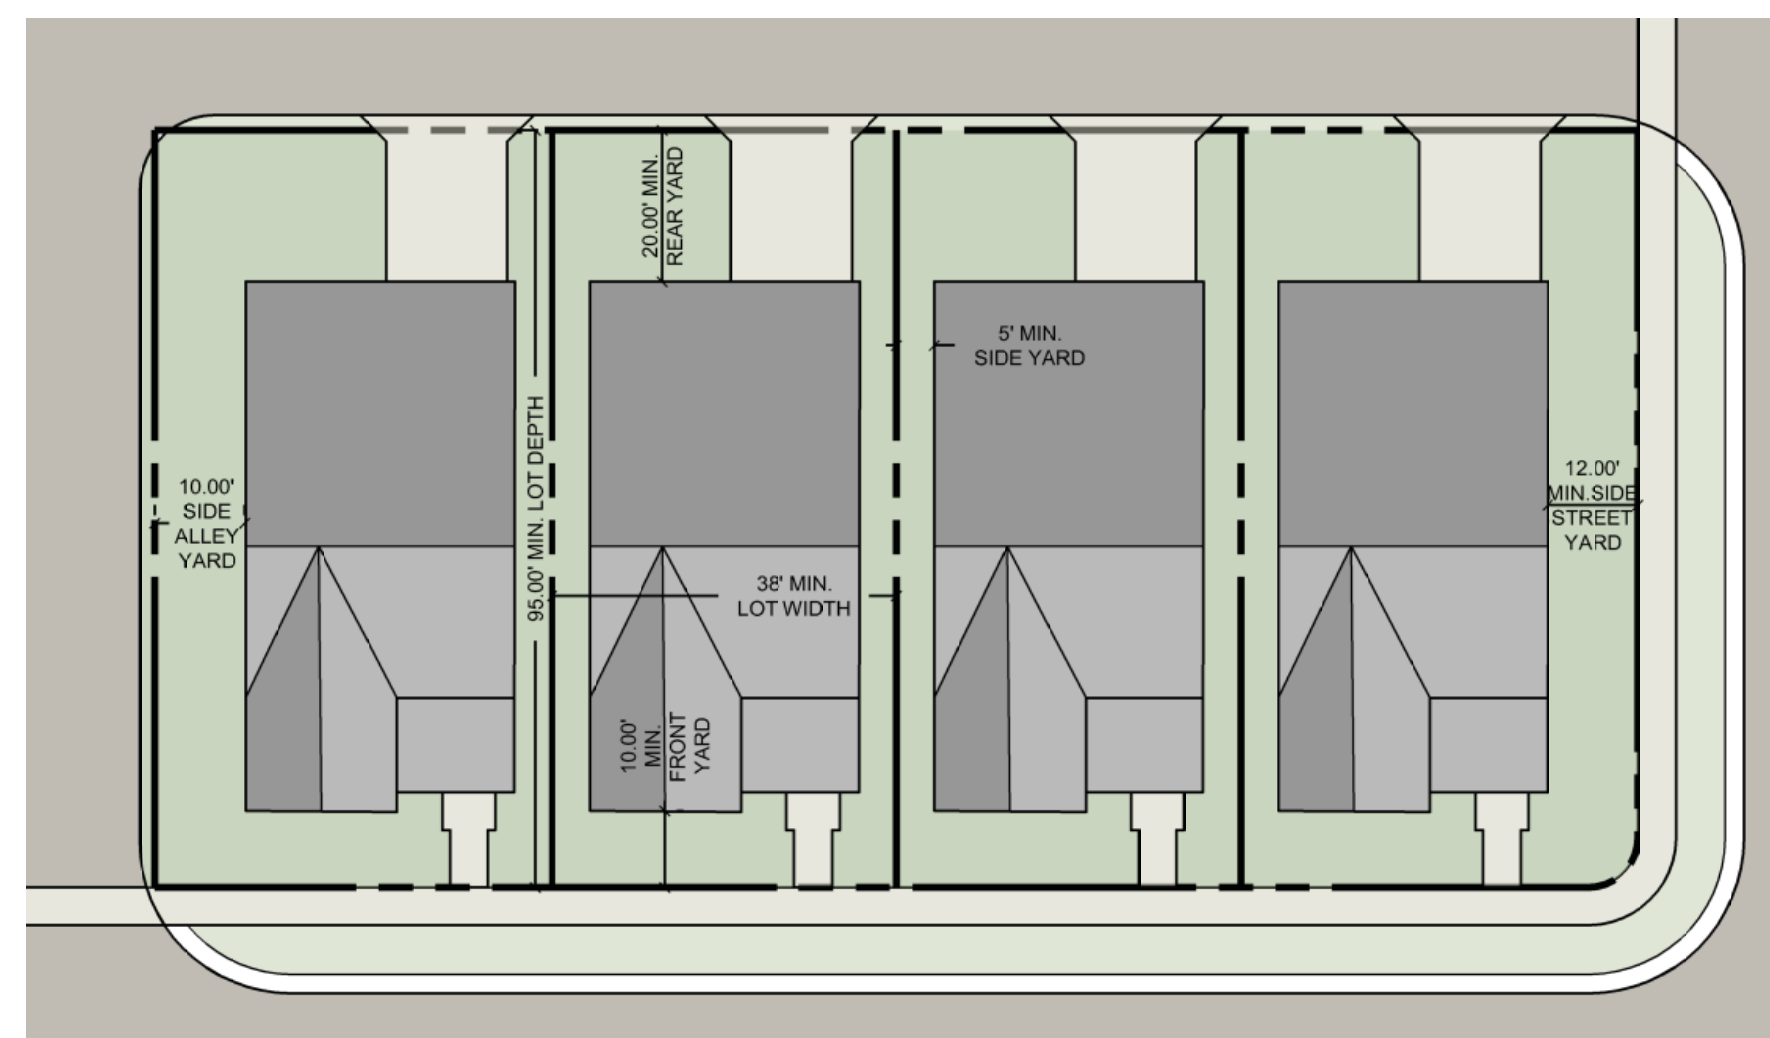 20.00' MIN.
REAR YARD
5' MIN.
SIDE YARD
10.00'
SIDE
ALLEY
YARD
95.00' MIN. LOT DEPTH
12.00'
MIN.SIDE
STREET
YARD
38' MIN.
LOT WIDTH
10.00'
MIN.
FRONT
YARD